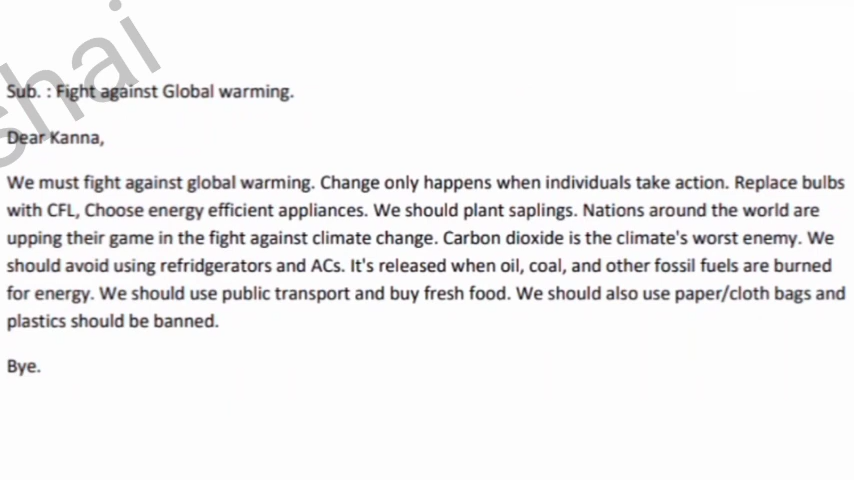 shai
Sub. : Fight against Global warming.
Dear Kanna,
We must fight against global warming. Change only happens when individuals take action. Replace bulbs
with CFL, Choose energy efficient appliances. We should plant saplings. Nations around the world are
upping their game in the fight against climate change. Carbon dioxide is the climate's worst enemy. We
should avoid using refridgerators and ACs. It's released when oil, coal, and other fossil fuels are burned
for energy. We should use public transport and buy fresh food. We should also use paper/cloth bags and
plastics should be banned.
Bye.